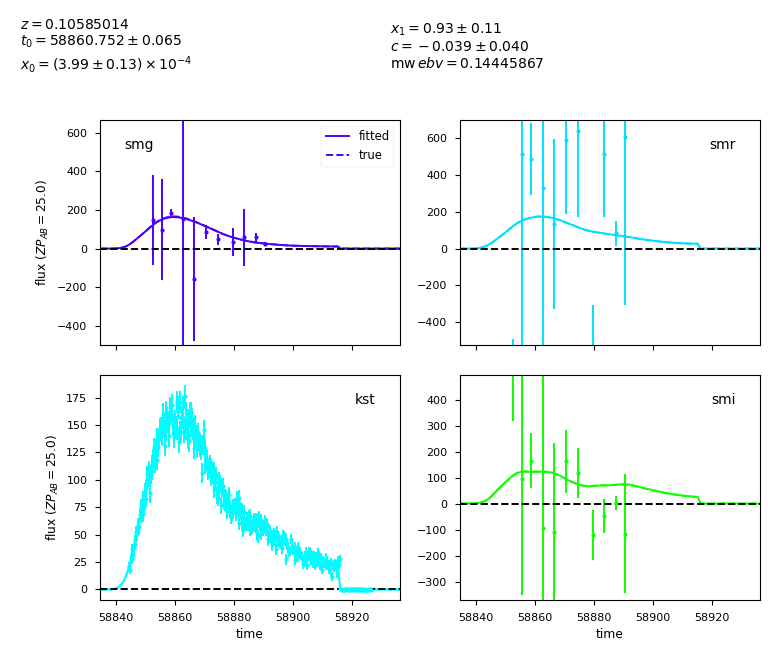 z = 0.10585014
t₀ = 58860.752 ± 0.065
x₀ = (3.99 ± 0.13) × 10⁻⁴
x₁ = 0.93 ± 0.11
c = −0.039 ± 0.040
mw ebv = 0.14445867
smg
fitted
true
600
400
200
0
−200
−400
flux (ZP_AB = 25.0)
smr
600
400
200
0
−200
−400
kst
175
150
125
100
75
50
25
0
flux (ZP_AB = 25.0)
58840 58860 58880 58900 58920
time
smi
400
300
200
100
0
−100
−200
−300
58840 58860 58880 58900 58920
time